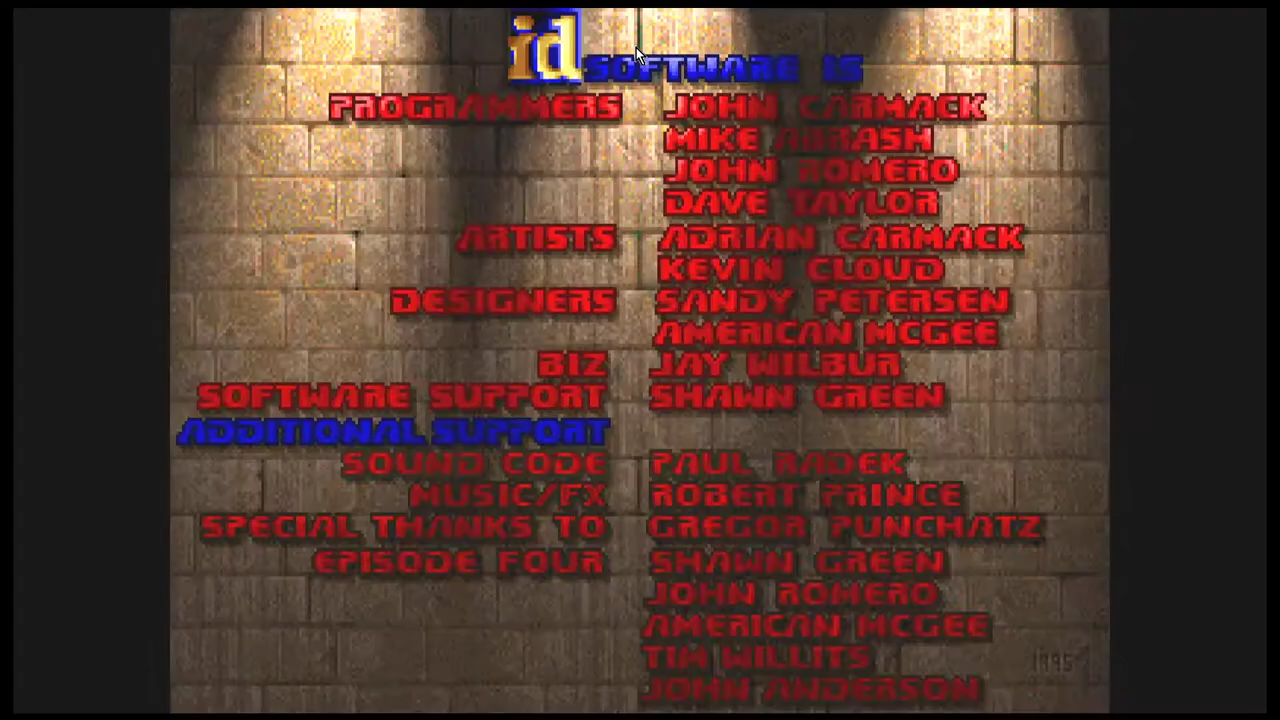 id SOFTWARE IS
PROGRAMMERS JOHN CARMACK
MIKE ABRASH
JOHN ROMERO
DAVE TAYLOR
ARTISTS ADRIAN CARMACK
KEVIN CLOUD
DESIGNERS SANDY PETERSEN
AMERICAN MCGEE
BIZ JAY WILBUR
SOFTWARE SUPPORT SHAWN GREEN
ADDITIONAL SUPPORT
SOUND CODE PAUL RADEK
MUSIC/FX ROBERT PRINCE
SPECIAL THANKS TO GREGOR PUNCHATZ
EPISODE FOUR SHAWN GREEN
JOHN ROMERO
AMERICAN MCGEE
TIM WILLITS
1995
JOHN ANDERSON